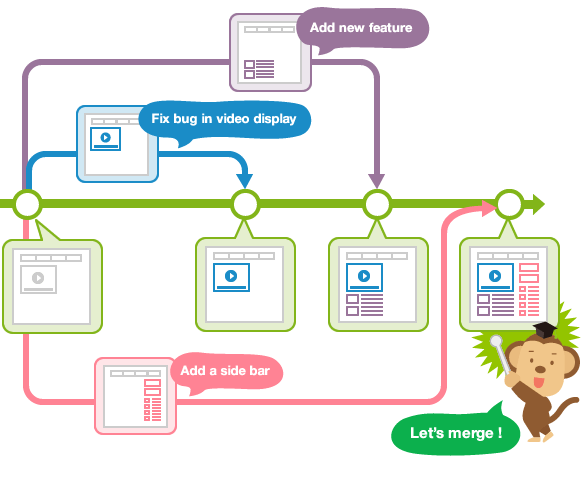 Add new feature
Fix bug in video display
Add a side bar
Let's merge !